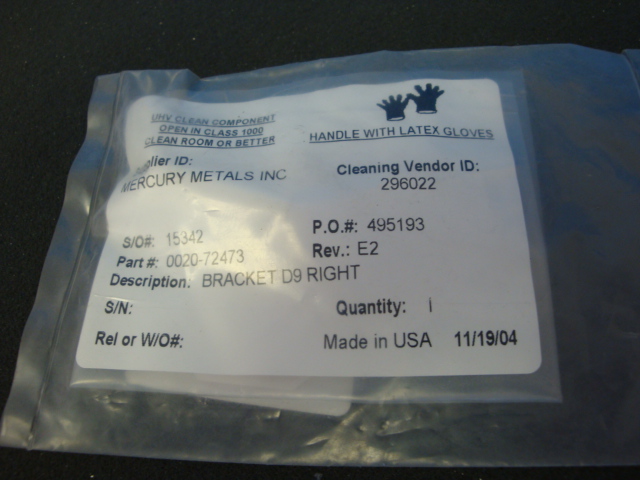 UHV CLEAN COMPONENT
OPEN IN CLASS 1000
CLEAN ROOM OR BETTER
HANDLE WITH LATEX GLOVES
Supplier ID:
MERCURY METALS INC
Cleaning Vendor ID:
296022
S/O#: 15342
P.O.#: 495193
Part #: 0020-72473
Rev.: E2
Description: BRACKET D9 RIGHT
S/N:
Quantity: 1
Rel or W/O#:
Made in USA 11/19/04